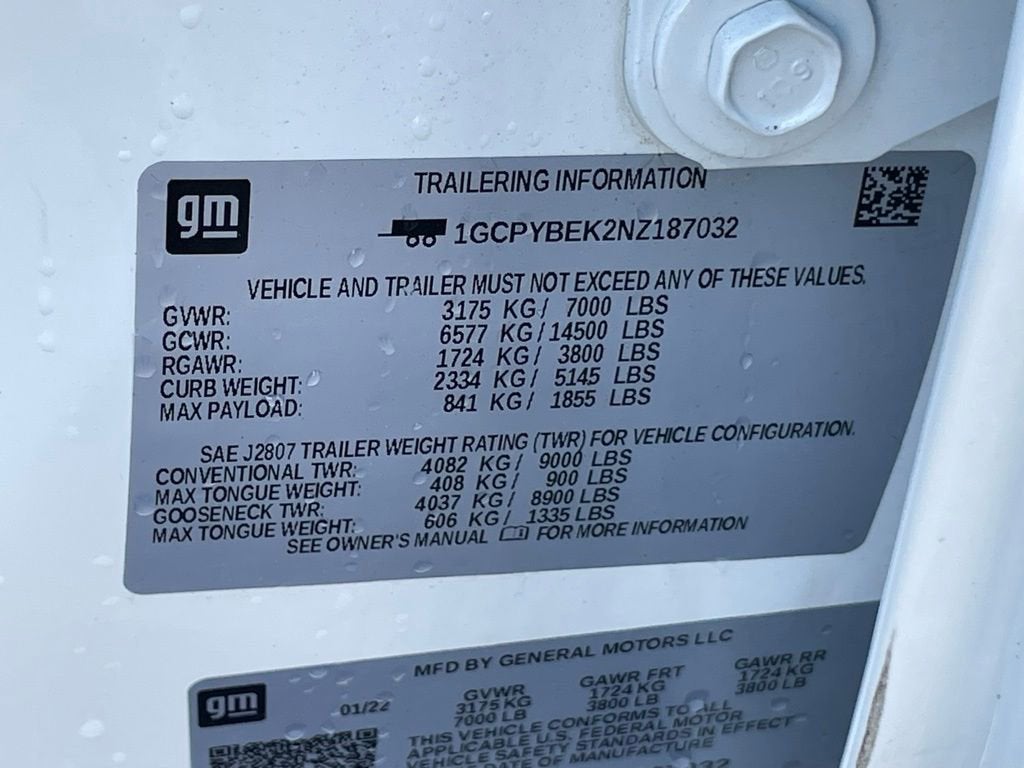 gm
TRAILERING INFORMATION
1GCPYBEK2NZ187032
VEHICLE AND TRAILER MUST NOT EXCEED ANY OF THESE VALUES.
GVWR: 3175 KG/ 7000 LBS
GCWR: 6577 KG/14500 LBS
RGAWR: 1724 KG/ 3800 LBS
CURB WEIGHT: 2334 KG/ 5145 LBS
MAX PAYLOAD: 841 KG/ 1855 LBS
SAE J2807 TRAILER WEIGHT RATING (TWR) FOR VEHICLE CONFIGURATION.
CONVENTIONAL TWR: 4082 KG/ 9000 LBS
MAX TONGUE WEIGHT: 408 KG/ 900 LBS
GOOSENECK TWR: 4037 KG/ 8900 LBS
MAX TONGUE WEIGHT: 606 KG/ 1335 LBS
SEE OWNER'S MANUAL FOR MORE INFORMATION
MFD BY GENERAL MOTORS LLC
gm 01/22
GVWR GAWR FRT GAWR RR
3175 KG 1724 KG 1724 KG
7000 LB 3800 LB 3800 LB
THIS VEHICLE CONFORMS TO ALL
APPLICABLE U.S. FEDERAL MOTOR
VEHICLE SAFETY STANDARDS IN EFFECT
DATE OF MANUFACTURE